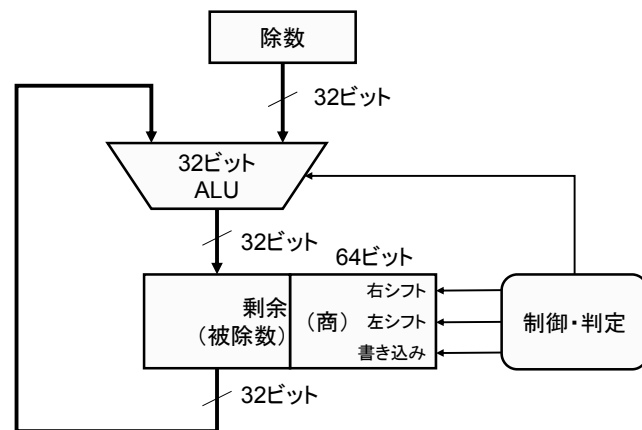 除数
32ビット
32ビット
ALU
32ビット
64ビット
剰余
(被除数)
(商)
右シフト
左シフト
書き込み
制御・判定
32ビット